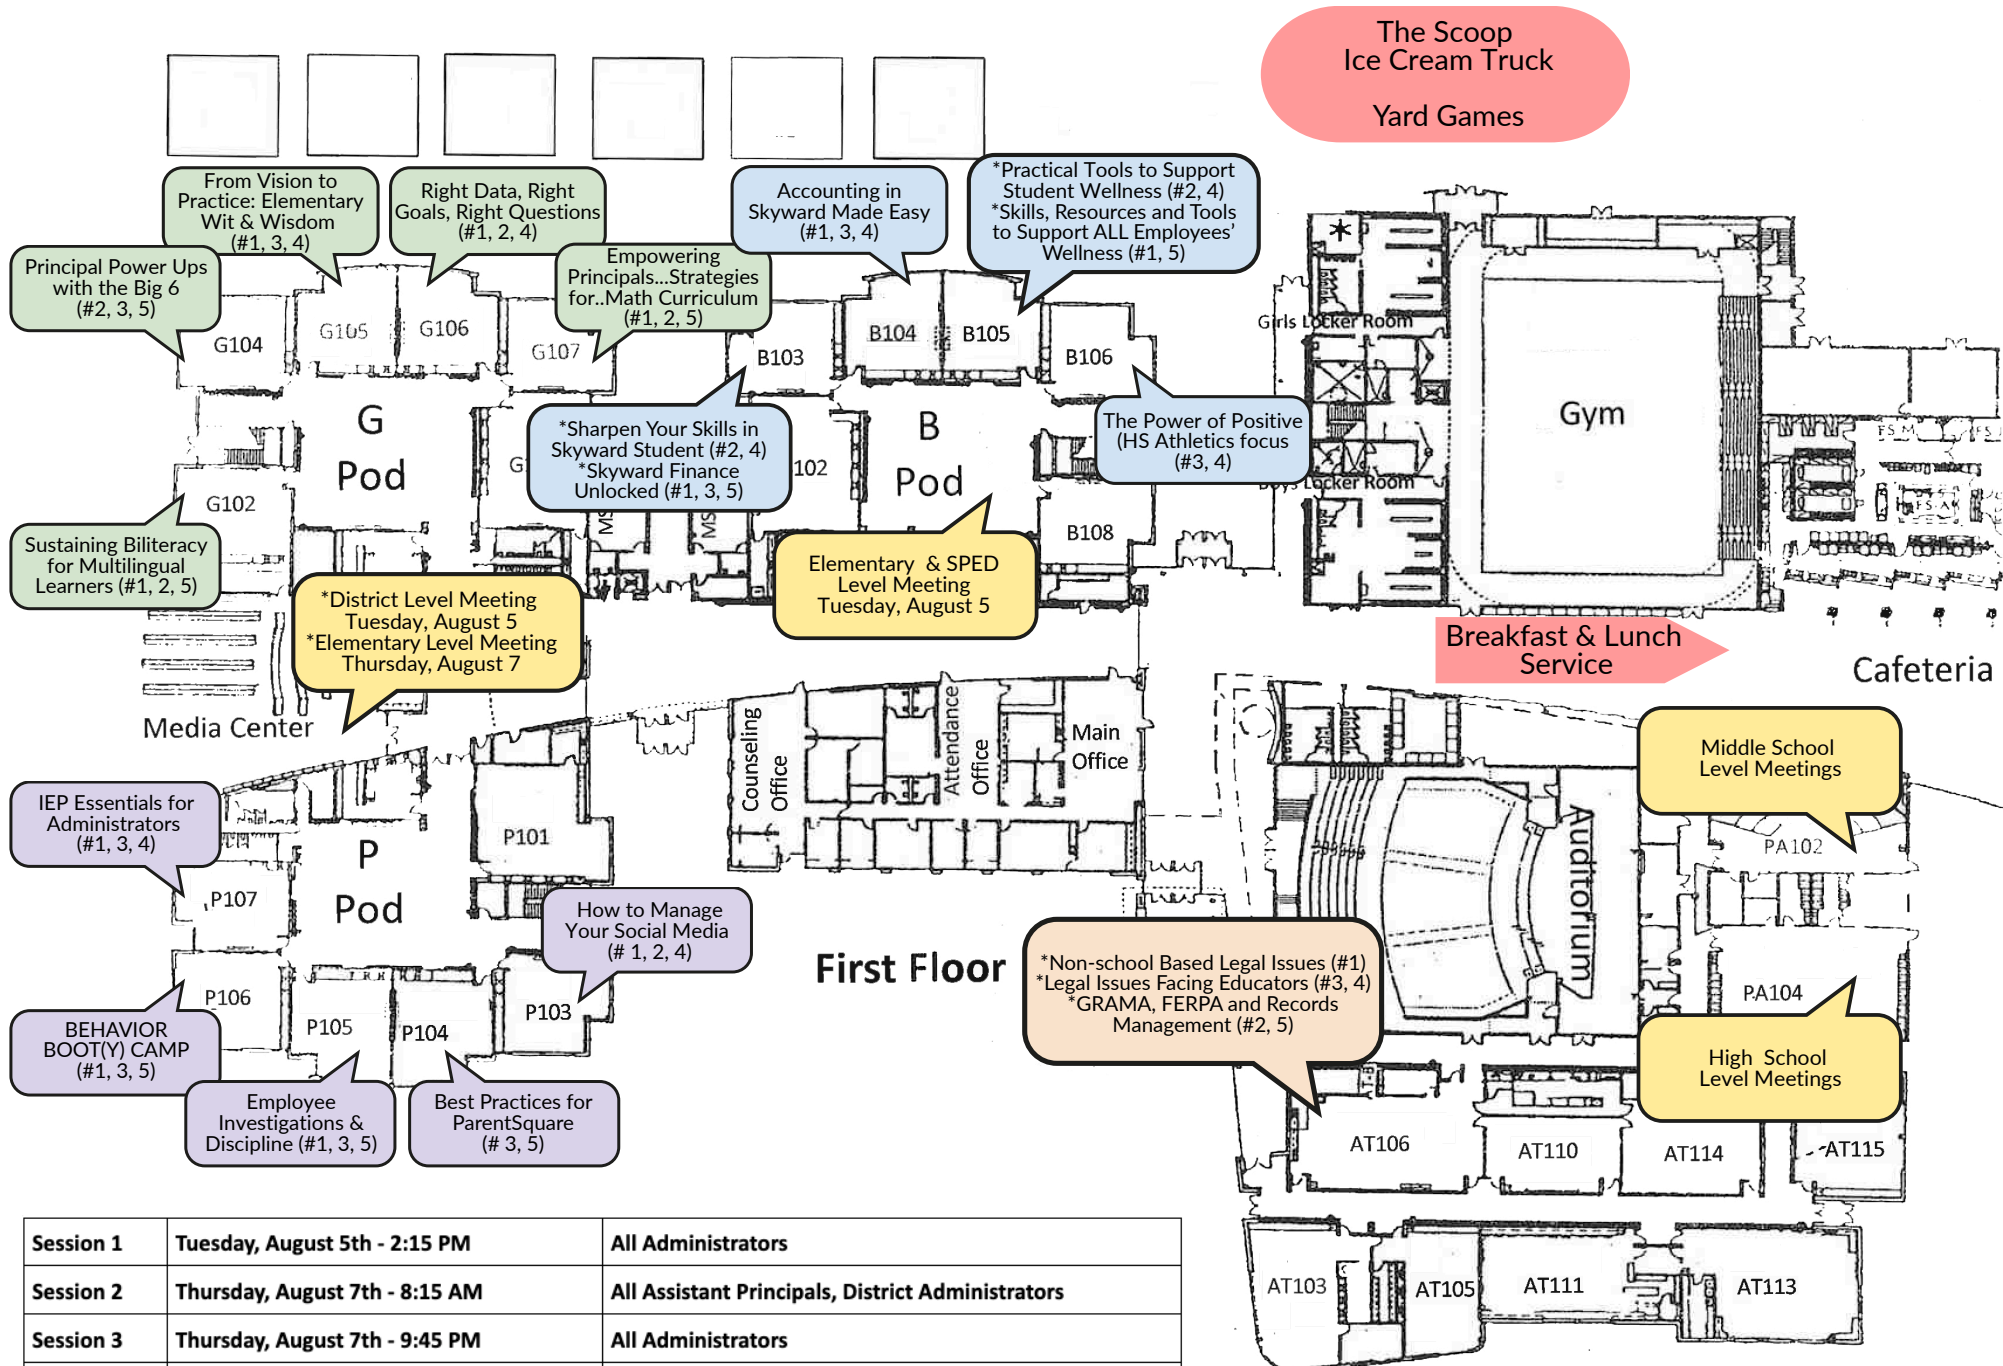 The Scoop
Ice Cream Truck
Yard Games
From Vision to
Practice: Elementary
Wit & Wisdom
(#1, 3, 4)
Right Data, Right
Goals, Right Questions
(#1, 2, 4)
Accounting in
Skyward Made Easy
(#1, 3, 4)
*Practical Tools to Support
Student Wellness (#2, 4)
*Skills, Resources and Tools
to Support ALL Employees’
Wellness (#1, 5)
Principal Power Ups
with the Big 6
(#2, 3, 5)
Empowering
Principals...Strategies
for..Math Curriculum
(#1, 2, 5)
G104
G105
G106
G107
B103
B104
B105
B106
Girls Locker Room
G
Pod
*Sharpen Your Skills in
Skyward Student (#2, 4)
*Skyward Finance
Unlocked (#1, 3, 5)
102
B
Pod
The Power of Positive
(HS Athletics focus
(#3, 4)
Gym
Locker Room
G102
MS
MS
B108
Sustaining Biliteracy
for Multilingual
Learners (#1, 2, 5)
Elementary & SPED
Level Meeting
Tuesday, August 5
*District Level Meeting
Tuesday, August 5
*Elementary Level Meeting
Thursday, August 7
Breakfast & Lunch
Service
Cafeteria
Media Center
Counseling
Office
Attendance
Office
Main
Office
Middle School
Level Meetings
IEP Essentials for
Administrators
(#1, 3, 4)
P101
P
Pod
P107
Auditorium
PA102
How to Manage
Your Social Media
(# 1, 2, 4)
First Floor
*Non-school Based Legal Issues (#1)
*Legal Issues Facing Educators (#3, 4)
*GRAMA, FERPA and Records
Management (#2, 5)
PA104
P106
P105
P104
P103
BEHAVIOR
BOOT(Y) CAMP
(#1, 3, 5)
High School
Level Meetings
Employee
Investigations &
Discipline (#1, 3, 5)
Best Practices for
ParentSquare
(# 3, 5)
AT106
AT110
AT114
AT115
Session 1 Tuesday, August 5th - 2:15 PM All Administrators
Session 2 Thursday, August 7th - 8:15 AM All Assistant Principals, District Administrators
Session 3 Thursday, August 7th - 9:45 PM All Administrators
AT103
AT105
AT111
AT113